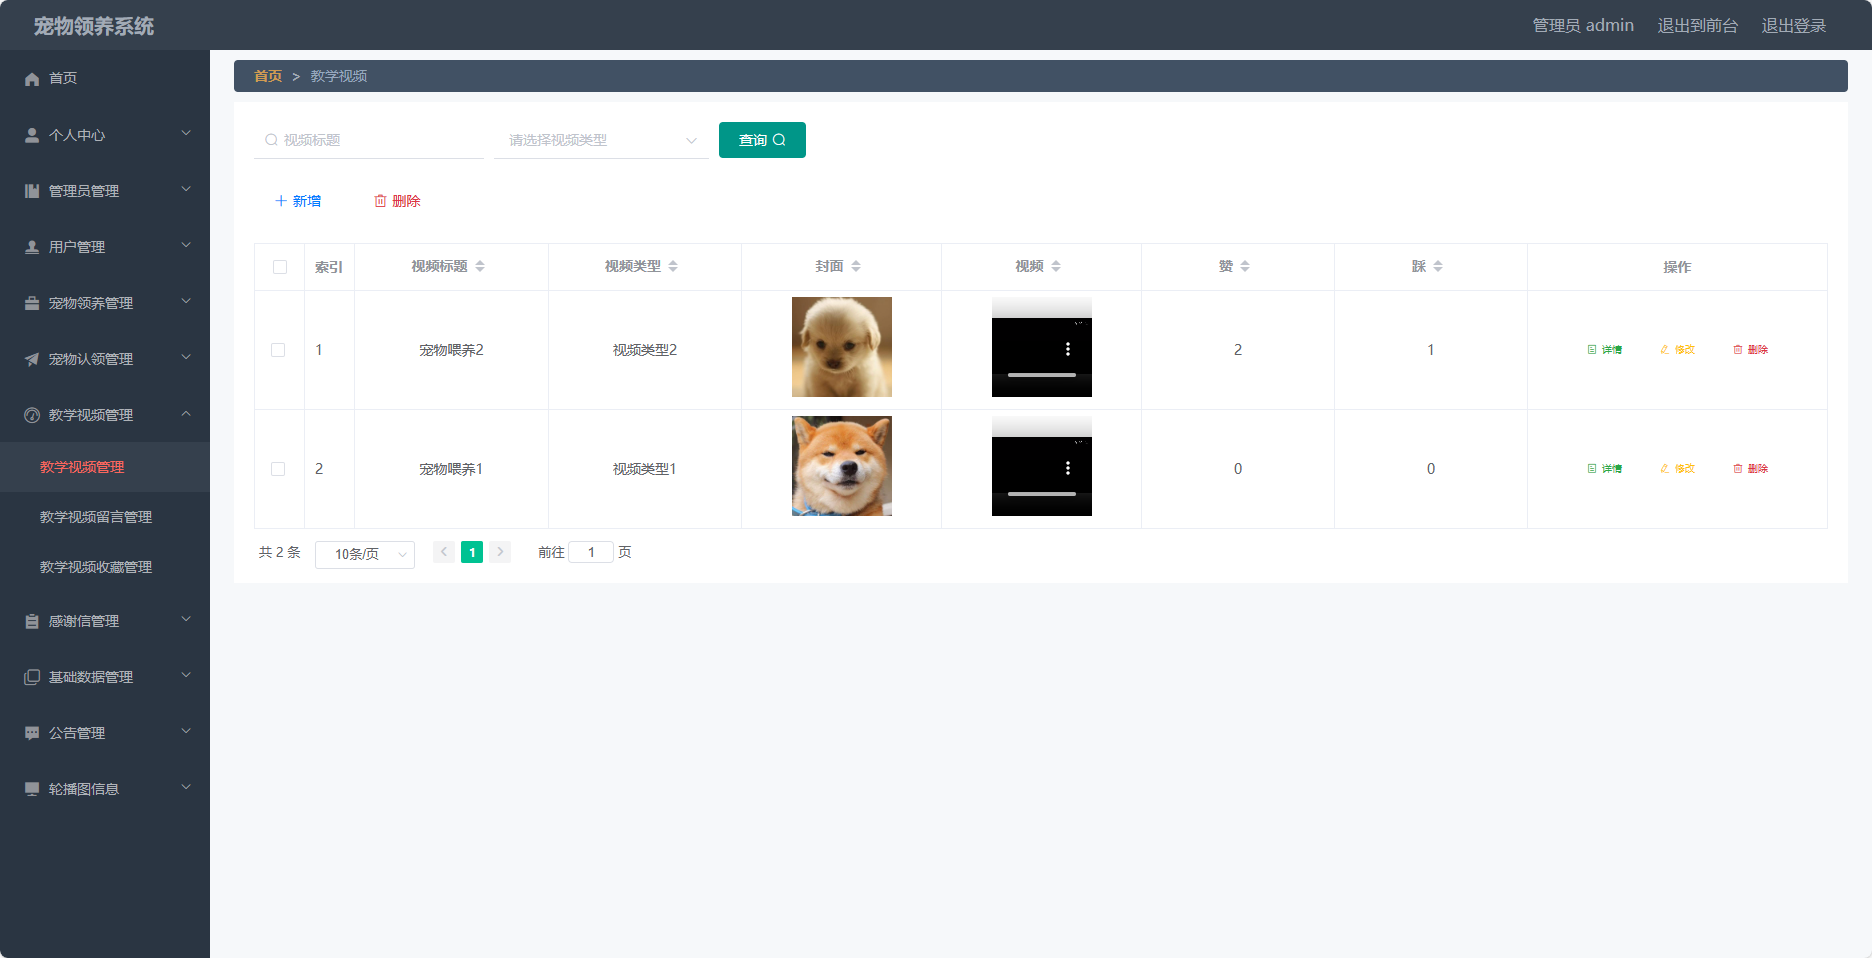 宠物领养系统
管理员 admin 退出到前台 退出登录
首页
个人中心
管理员管理
用户管理
宠物领养管理
宠物认领管理
教学视频管理
教学视频管理
教学视频留言管理
教学视频收藏管理
感谢信管理
基础数据管理
公告管理
轮播图信息
首页 > 教学视频
视频标题 请选择视频类型 查询
新增 删除
索引 视频标题 视频类型 封面 视频 赞 踩 操作
1 宠物喂养2 视频类型2 2 1 详情 修改 删除
2 宠物喂养1 视频类型1 0 0 详情 修改 删除
共 2 条 10条/页 1 前往 1 页